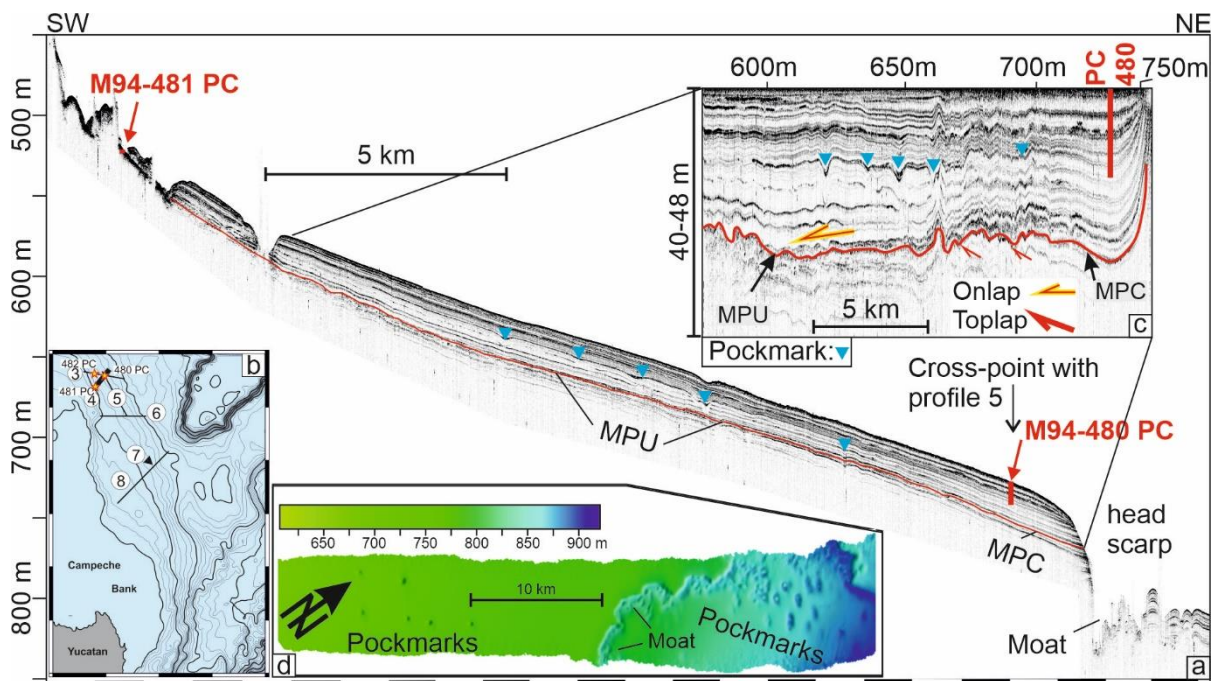 SW
NE
M94-481 PC
500 m
600 m
700 m
800 m
5 km
600m
650m
700m
PC
480
750m
40-48 m
MPU
MPC
Onlap
Toplap
5 km
c
Pockmark:
Cross-point with
profile 5
M94-480 PC
MPU
MPC
head
scarp
Moat
a
b
482 PC
480 PC
3
481 PC
4
5
6
7
8
Campeche
Bank
Yucatan
650
700
750
800
850
900 m
N
10 km
Moat
Pockmarks
Pockmarks
d